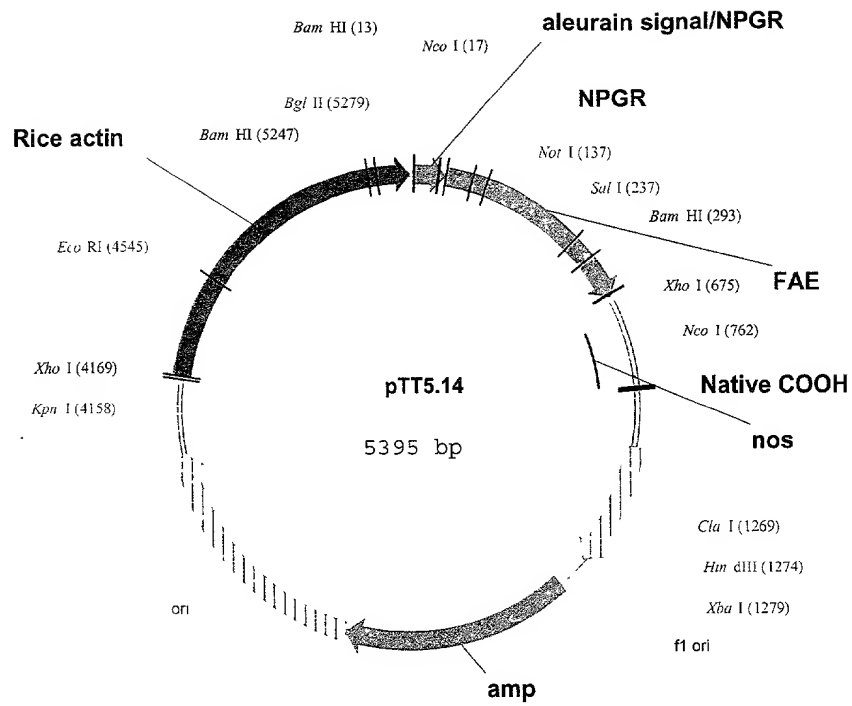 Bam HI (13)
aleurain signal/NPGR
Nco I (17)
Bgl II (5279)
NPGR
Rice actin
Bam HI (5247)
Not I (137)
Sal I (237)
Bam HI (293)
Eco RI (4545)
FAE
Xho I (675)
Nco I (762)
Xho I (4169)
pTT5.14
Native COOH
Kpn I (4158)
nos
5395 bp
Cla I (1269)
Hin dIII (1274)
Xba I (1279)
ori
f1 ori
amp